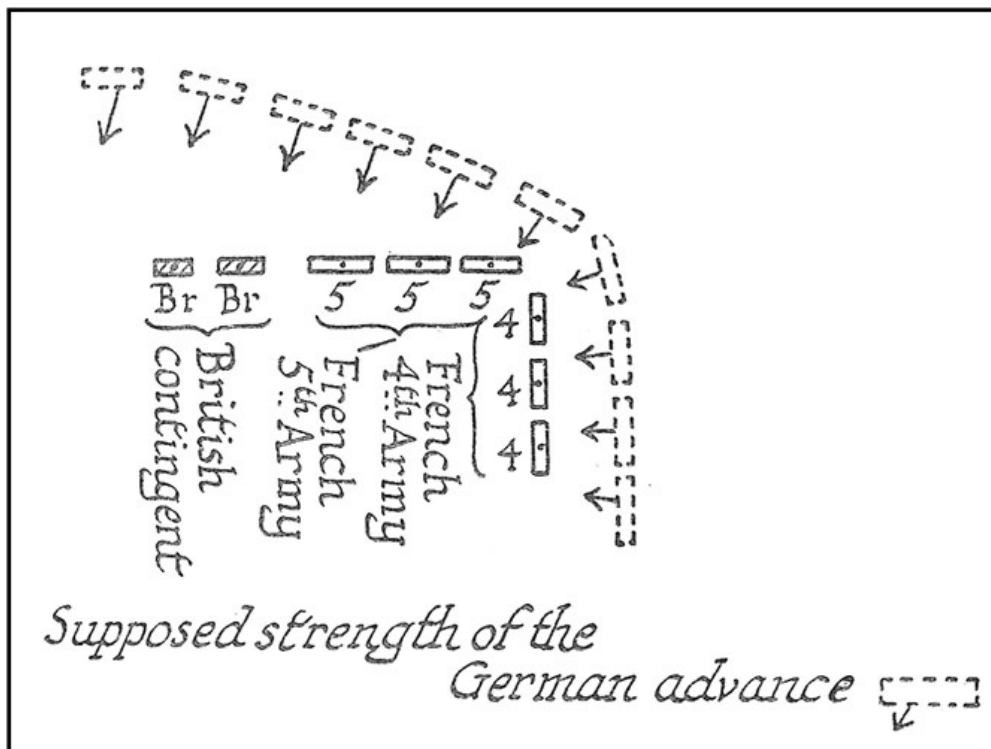 Br Br 5 5 5
4
4
4
British
contingent
French
5th Army
French
4th Army
Supposed strength of the
German advance